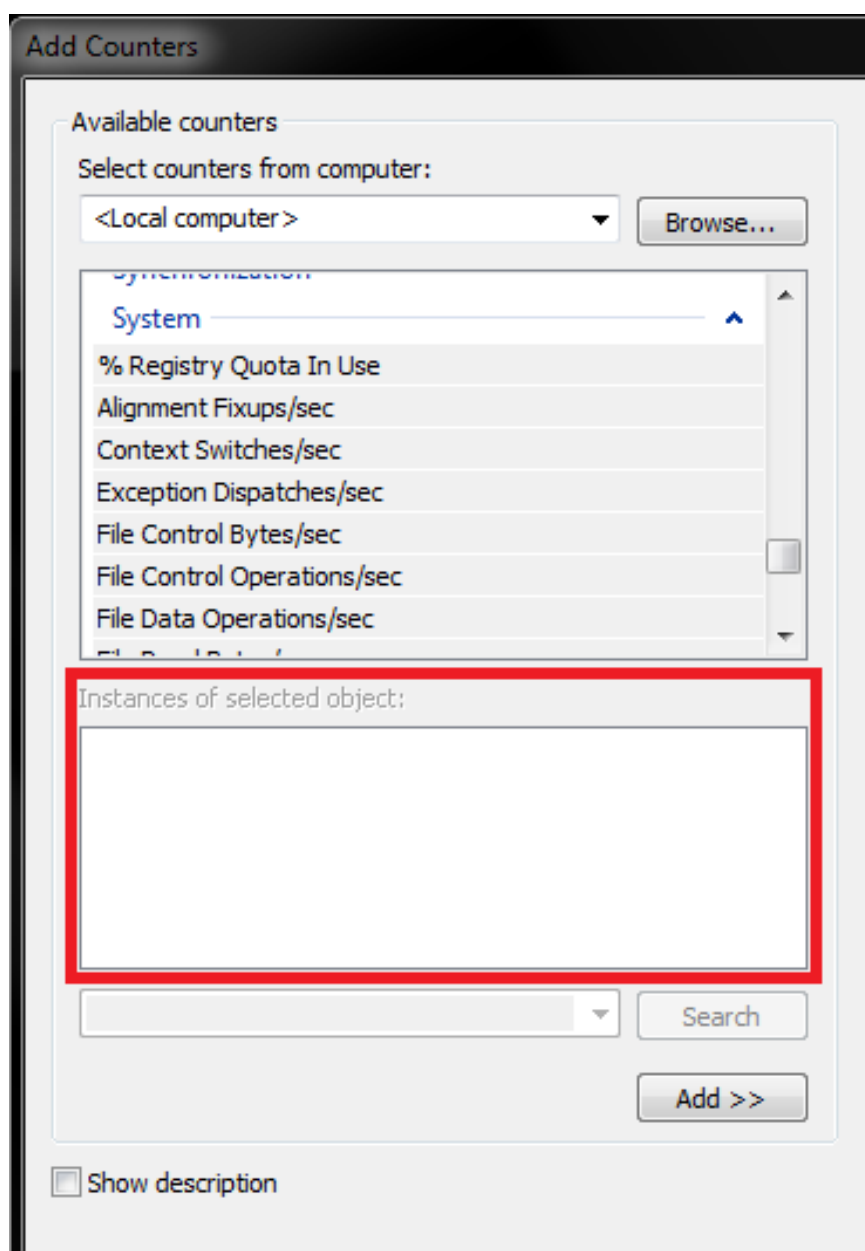 Add Counters
Available counters
Select counters from computer:
<Local computer>
Browse...
Synchronization
System
% Registry Quota In Use
Alignment Fixups/sec
Context Switches/sec
Exception Dispatches/sec
File Control Bytes/sec
File Control Operations/sec
File Data Operations/sec
Instances of selected object:
Search
Add >>
Show description